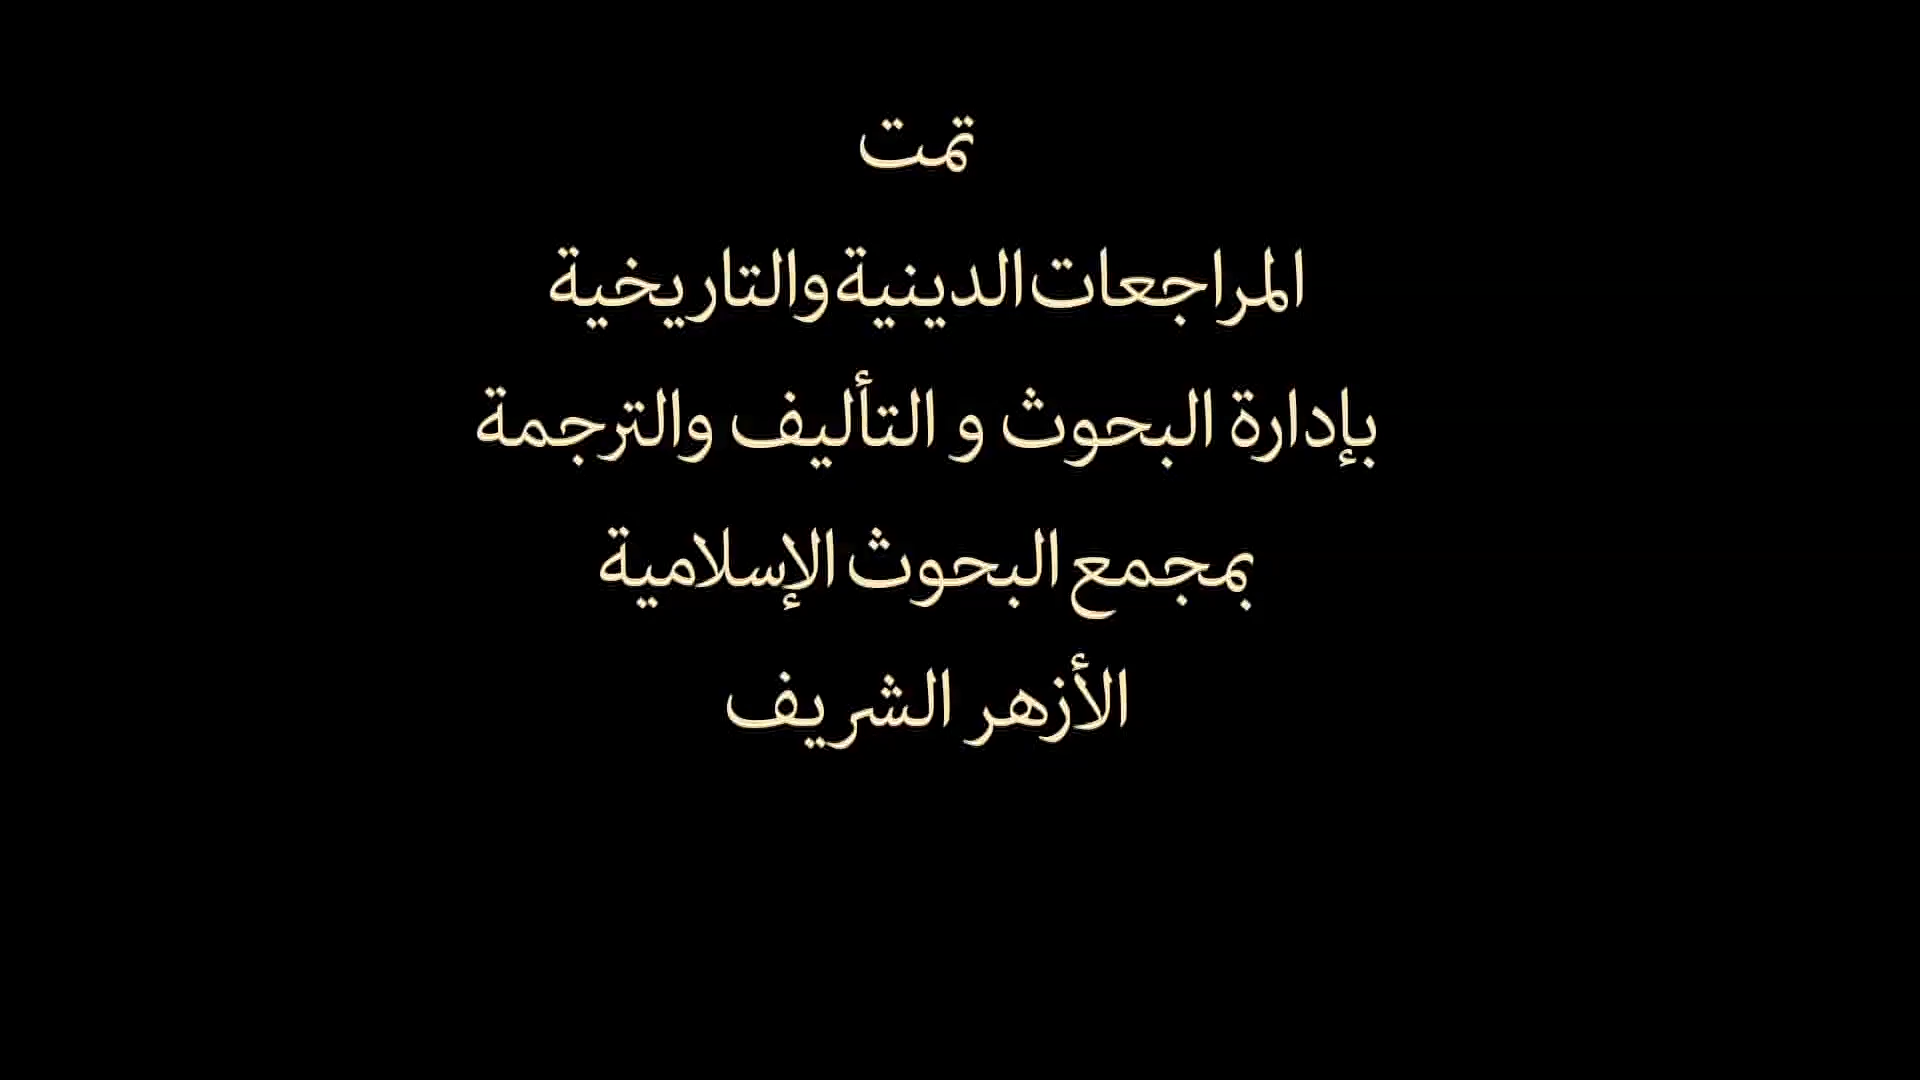 تمت
المراجعات الدينية والتاريخية
بإدارة البحوث و التأليف والترجمة
بمجمع البحوث الإسلامية
الأزهر الشريف